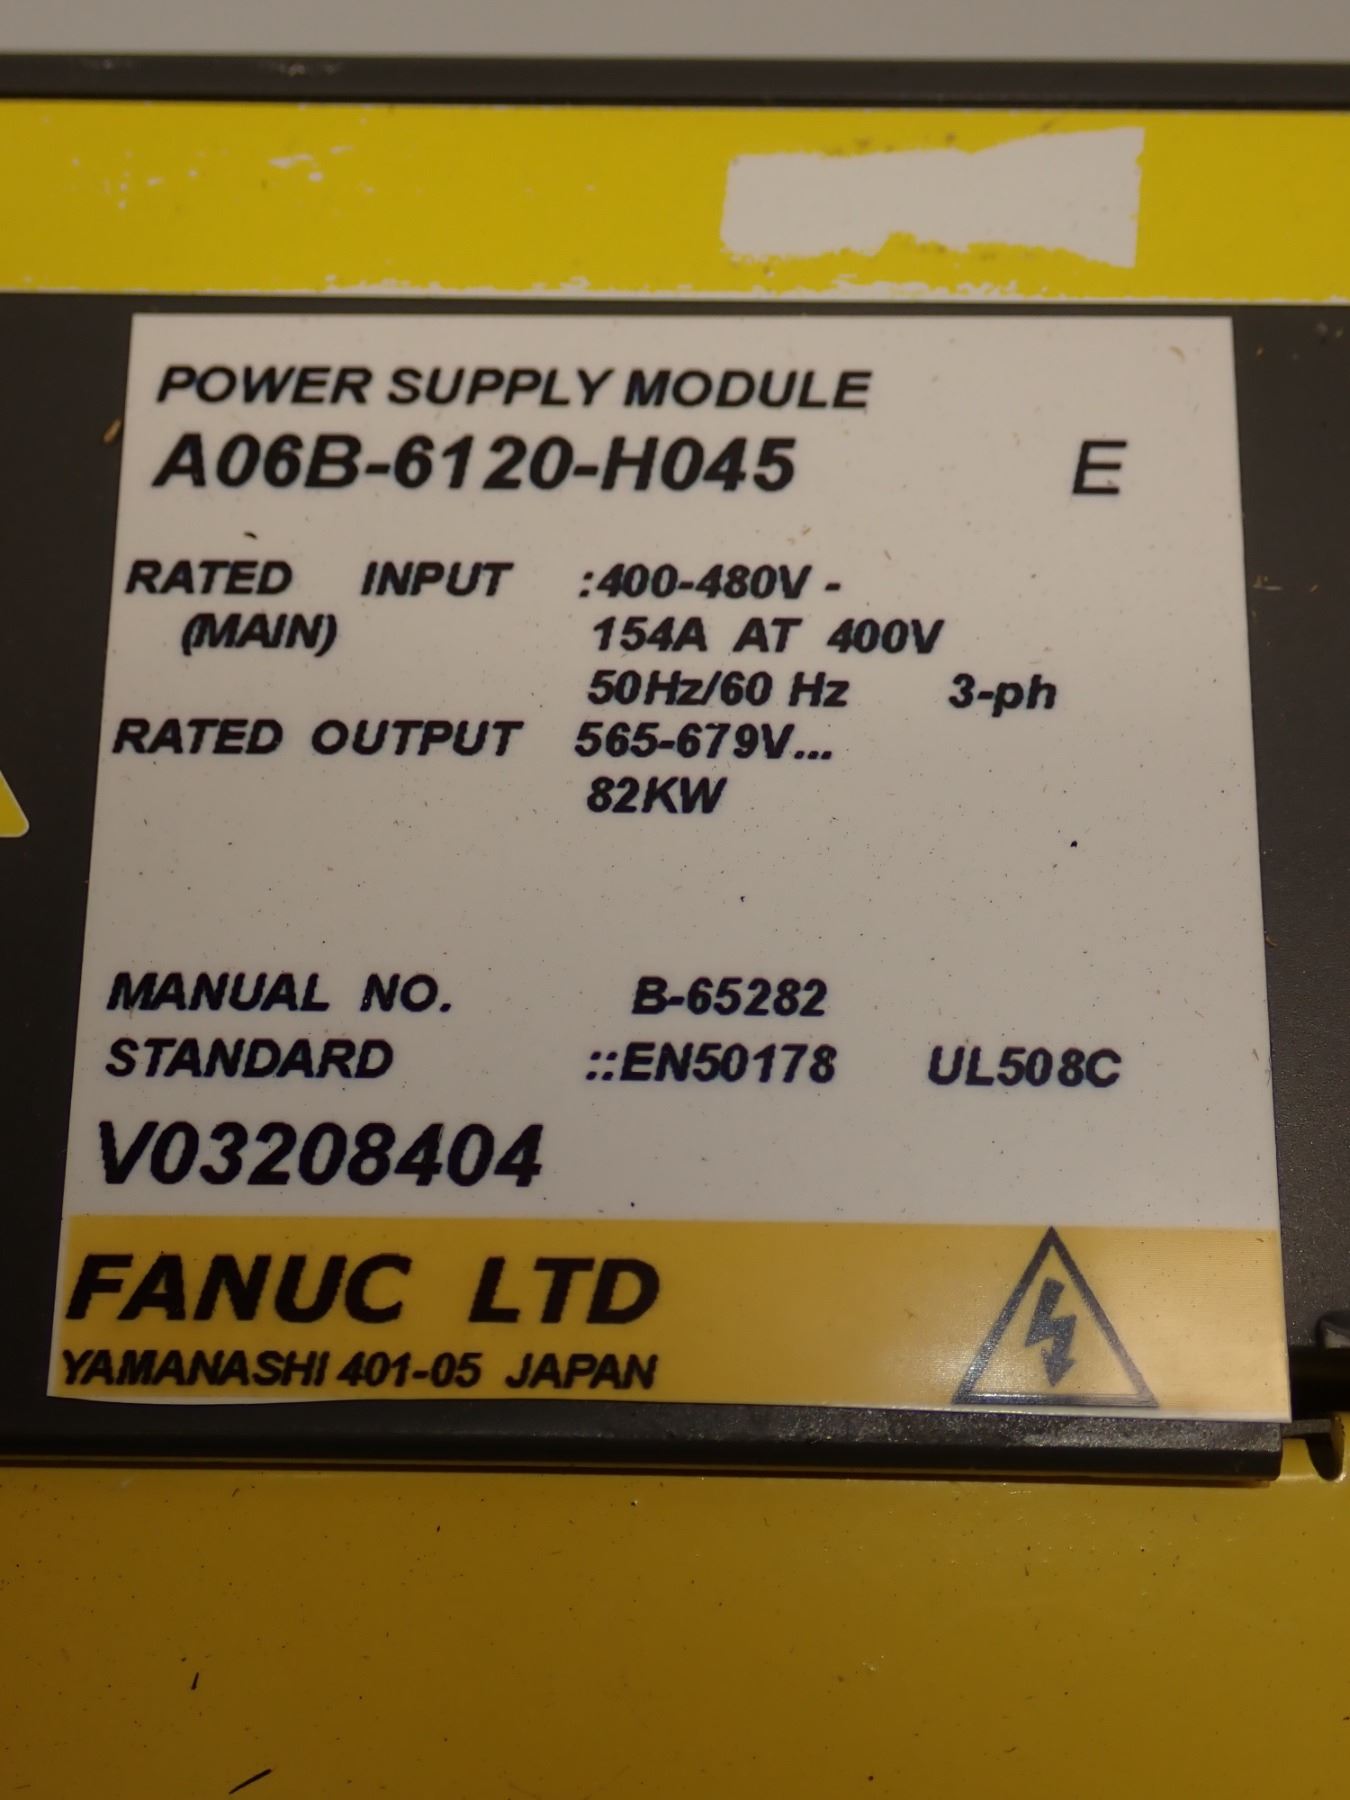 POWER SUPPLY MODULE
A06B-6120-H045 E
RATED INPUT :400-480V -
(MAIN) 154A AT 400V
50Hz/60 Hz 3-ph
RATED OUTPUT 565-679V...
82KW
MANUAL NO. B-65282
STANDARD ::EN50178 UL508C
V03208404
FANUC LTD
YAMANASHI 401-05 JAPAN